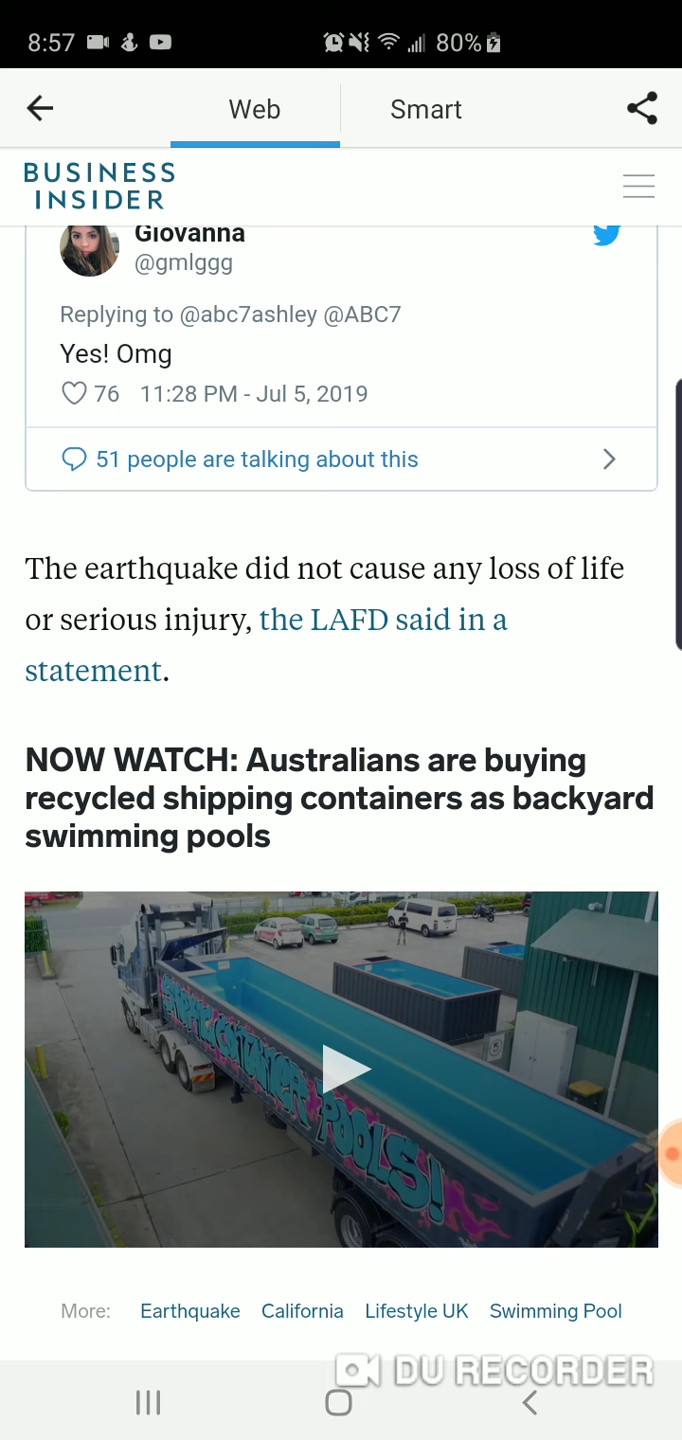 8:57 80%
Web Smart
BUSINESS
INSIDER
Giovanna
@gmlggg
Replying to @abc7ashley @ABC7
Yes! Omg
76 11:28 PM - Jul 5, 2019
51 people are talking about this
The earthquake did not cause any loss of life
or serious injury, the LAFD said in a
statement.
NOW WATCH: Australians are buying
recycled shipping containers as backyard
swimming pools
SHIPPING CONTAINER POOLS!
More: Earthquake California Lifestyle UK Swimming Pool
DU RECORDER